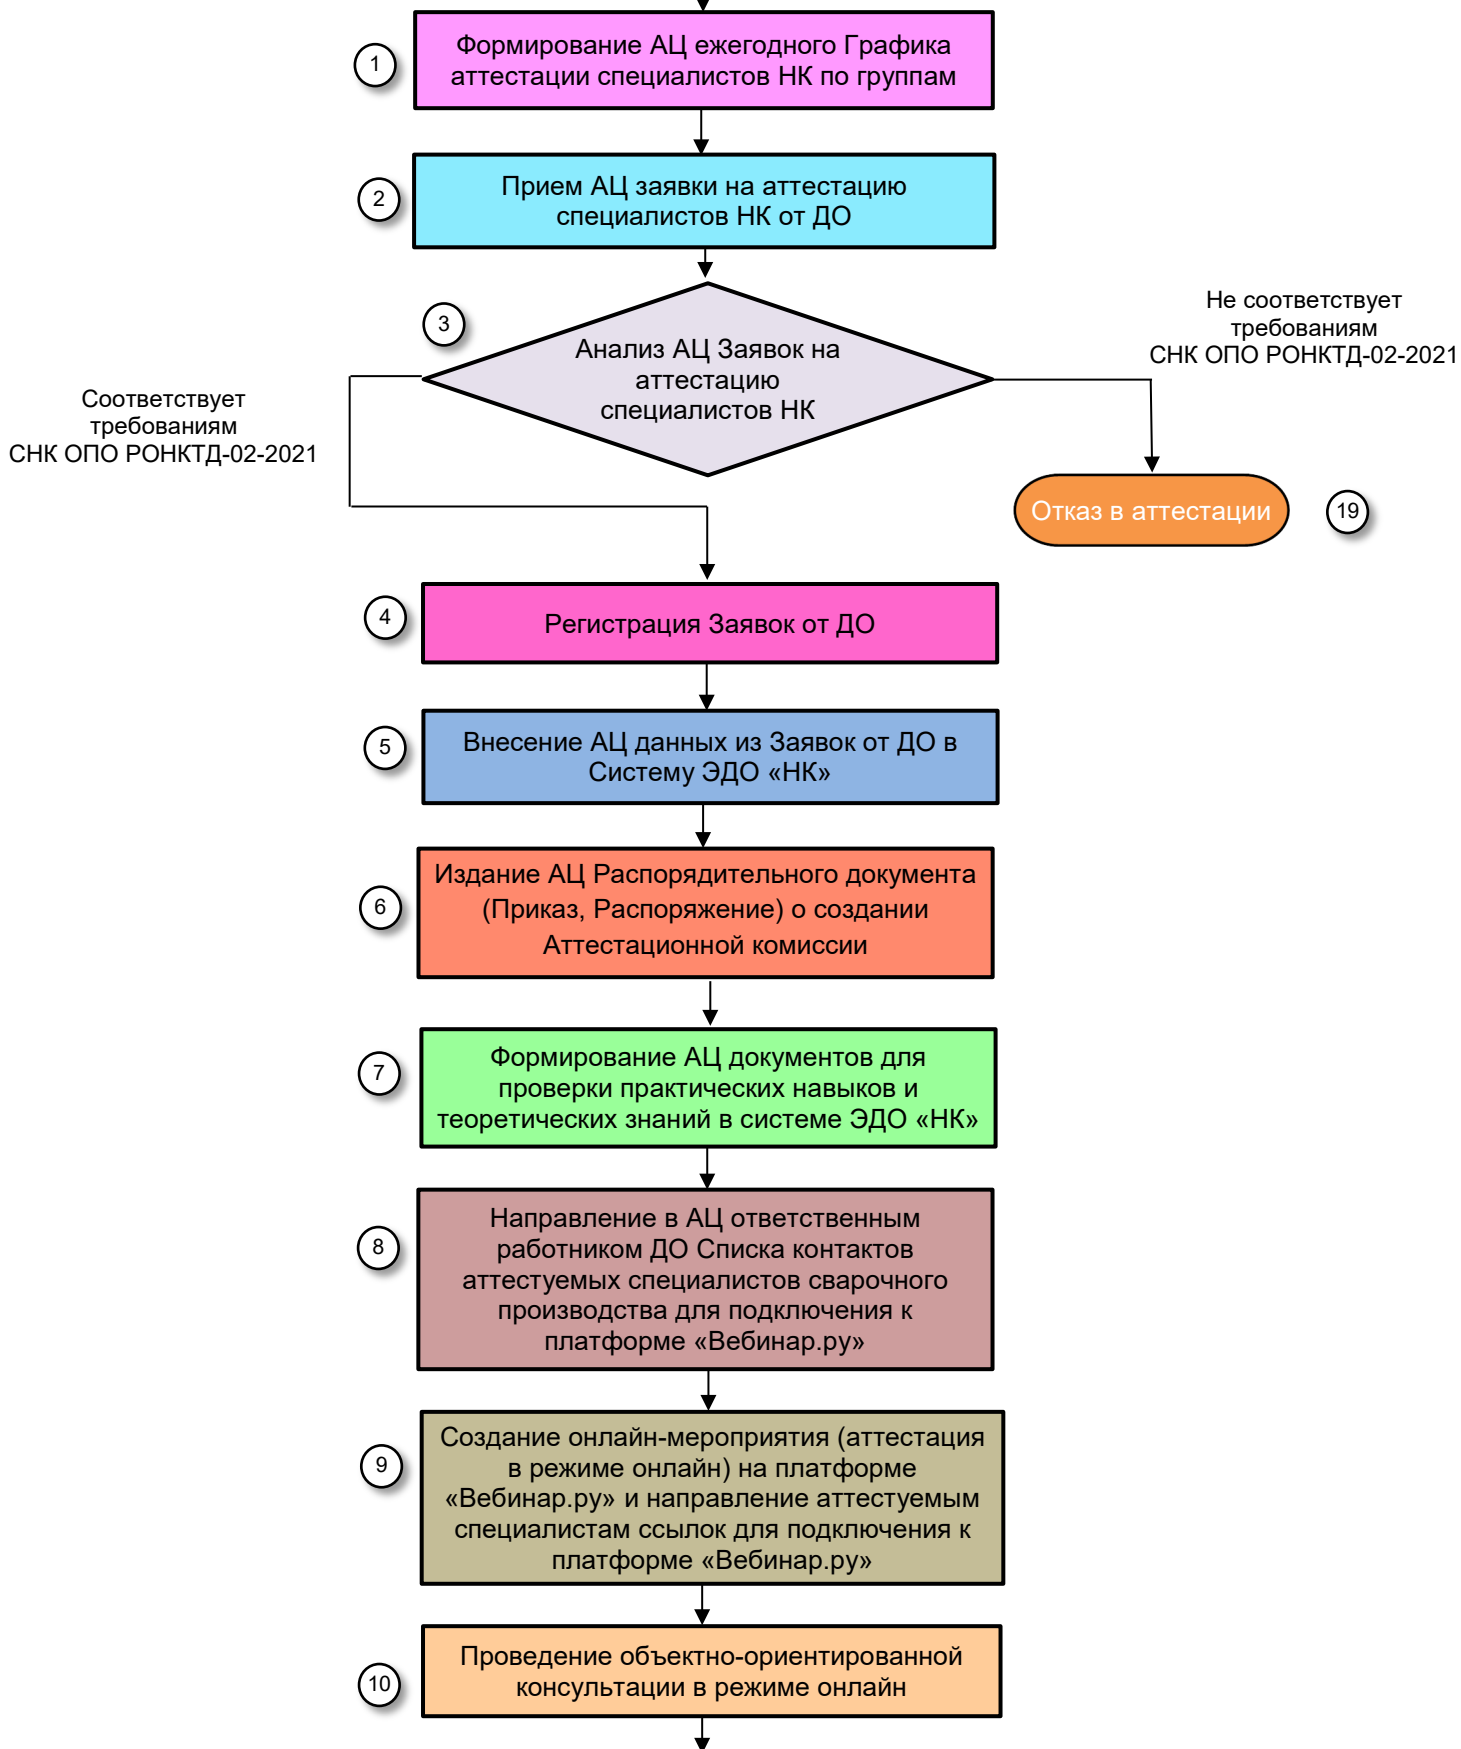 1
Формирование АЦ ежегодного Графика
аттестации специалистов НК по группам
2
Прием АЦ заявки на аттестацию
специалистов НК от ДО
3
Анализ АЦ Заявок на
аттестацию
специалистов НК
Не соответствует
требованиям
СНК ОПО РОНКТД-02-2021
Соответствует
требованиям
СНК ОПО РОНКТД-02-2021
Отказ в аттестации
19
4
Регистрация Заявок от ДО
5
Внесение АЦ данных из Заявок от ДО в
Систему ЭДО «НК»
6
Издание АЦ Распорядительного документа
(Приказ, Распоряжение) о создании
Аттестационной комиссии
7
Формирование АЦ документов для
проверки практических навыков и
теоретических знаний в системе ЭДО «НК»
8
Направление в АЦ ответственным
работником ДО Списка контактов
аттестуемых специалистов сварочного
производства для подключения к
платформе «Вебинар.ру»
9
Создание онлайн-мероприятия (аттестация
в режиме онлайн) на платформе
«Вебинар.ру» и направление аттестуемым
специалистам ссылок для подключения к
платформе «Вебинар.ру»
10
Проведение объектно-ориентированной
консультации в режиме онлайн